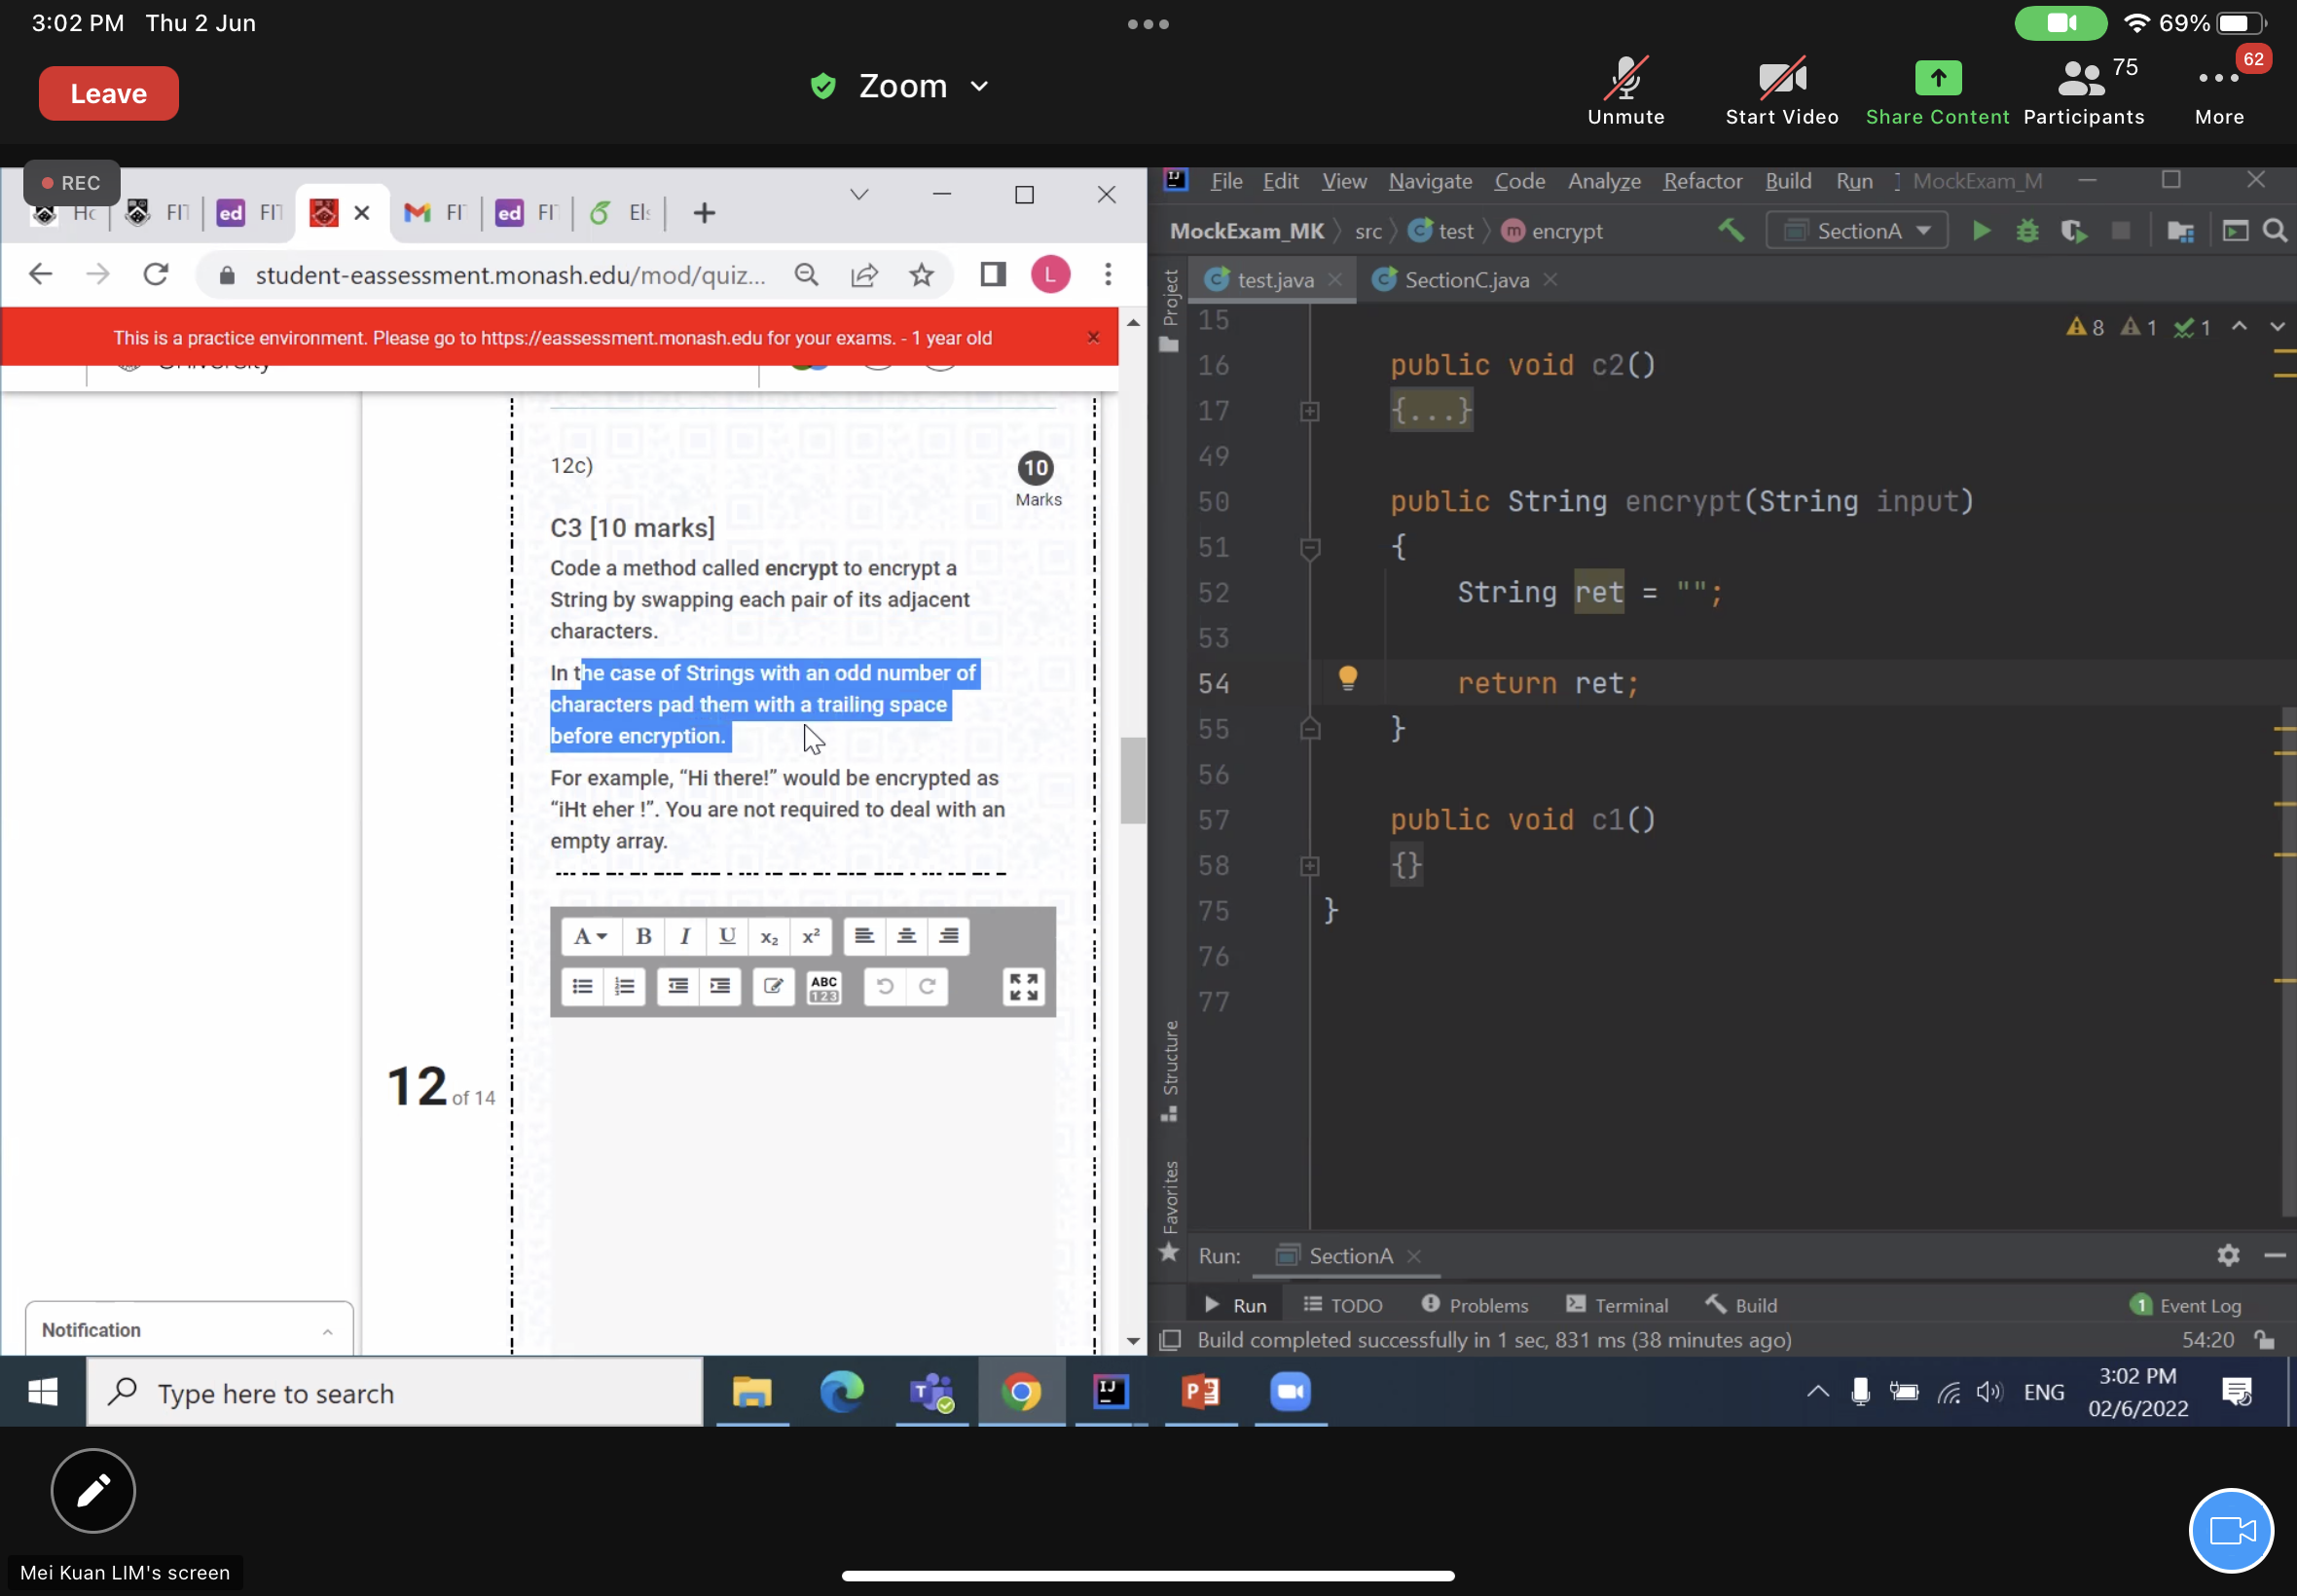 3:02 PM Thu 2 Jun
69%
Leave
Zoom
Unmute
Start Video
Share Content
75
Participants
62
More
REC
Hc
FI
ed
FI
FI
ed
FI
Els
student-eassessment.monash.edu/mod/quiz...
L
This is a practice environment. Please go to https://eassessment.monash.edu for your exams. - 1 year old
University
12c)
10
Marks
C3 [10 marks]
Code a method called encrypt to encrypt a
String by swapping each pair of its adjacent
characters.
In the case of Strings with an odd number of
characters pad them with a trailing space
before encryption.
For example, “Hi there!” would be encrypted as
“iHt eher !”. You are not required to deal with an
empty array.
A B I U x₂ x²
ABC
123
12 of 14
Notification
IJ File Edit View Navigate Code Analyze Refactor Build Run MockExam_M
MockExam_MK src test m encrypt SectionA
test.java SectionC.java
Project
8 1 1
15
16 public void c2()
17 {...}
49
50 public String encrypt(String input)
51 {
52 String ret = "";
53
54 return ret;
55 }
56
57 public void c1()
58 {}
75 }
76
77
Structure
Favorites
Run: SectionA
Run TODO Problems Terminal Build 1 Event Log
Build completed successfully in 1 sec, 831 ms (38 minutes ago) 54:20
Type here to search
ENG
3:02 PM
02/6/2022
Mei Kuan LIM's screen